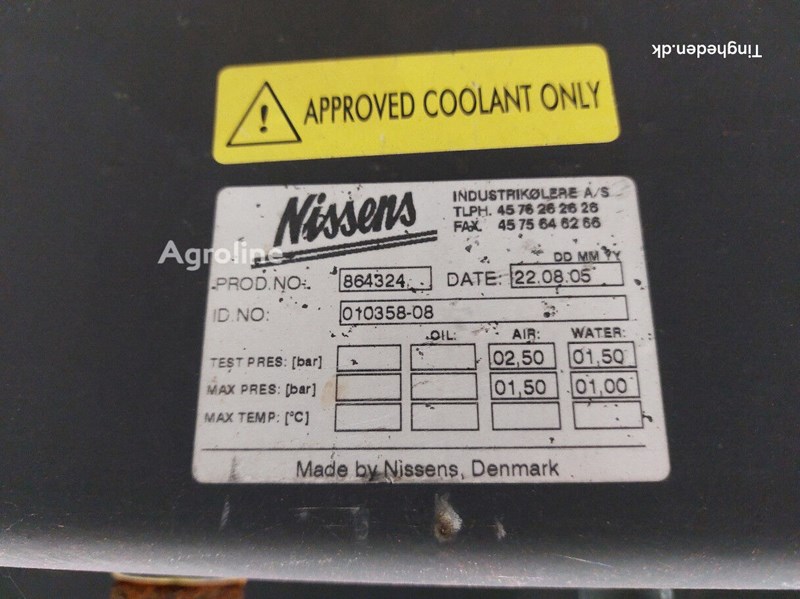 Tingheden.dk
! APPROVED COOLANT ONLY
Nissens INDUSTRIKØLERE A/S
TLPH. 45 76 26 26 26
FAX. 45 75 64 62 66
Agroline
DD MM YY
PROD.NO: 864324 DATE: 22.08.05
ID.NO: 010358-08
OIL: AIR: WATER:
TEST PRES: [bar] 02,50 01,50
MAX PRES: [bar] 01,50 01,00
MAX TEMP: [°C]
Made by Nissens, Denmark